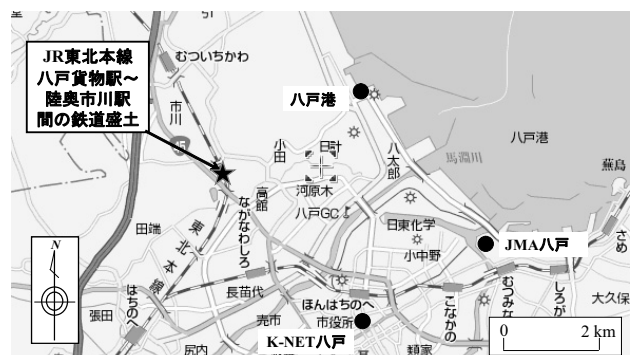 JR東北本線
八戸貨物駅～
陸奥市川駅
間の鉄道盛土
むついちかわ
市川
八戸港
小田
日計
八太郎
馬淵川
八戸港
蕪島
河原木
高館
八戸GC
ながなわしろ
田端
東北本線
日東化学
小中野
JMA八戸
さめ
N
張田
はちのへ
長苗代
ほんはちのへ
市役所
売市
尻内
K-NET八戸
こなかの
むつみな
しろが
大久保
類家
0 2 km